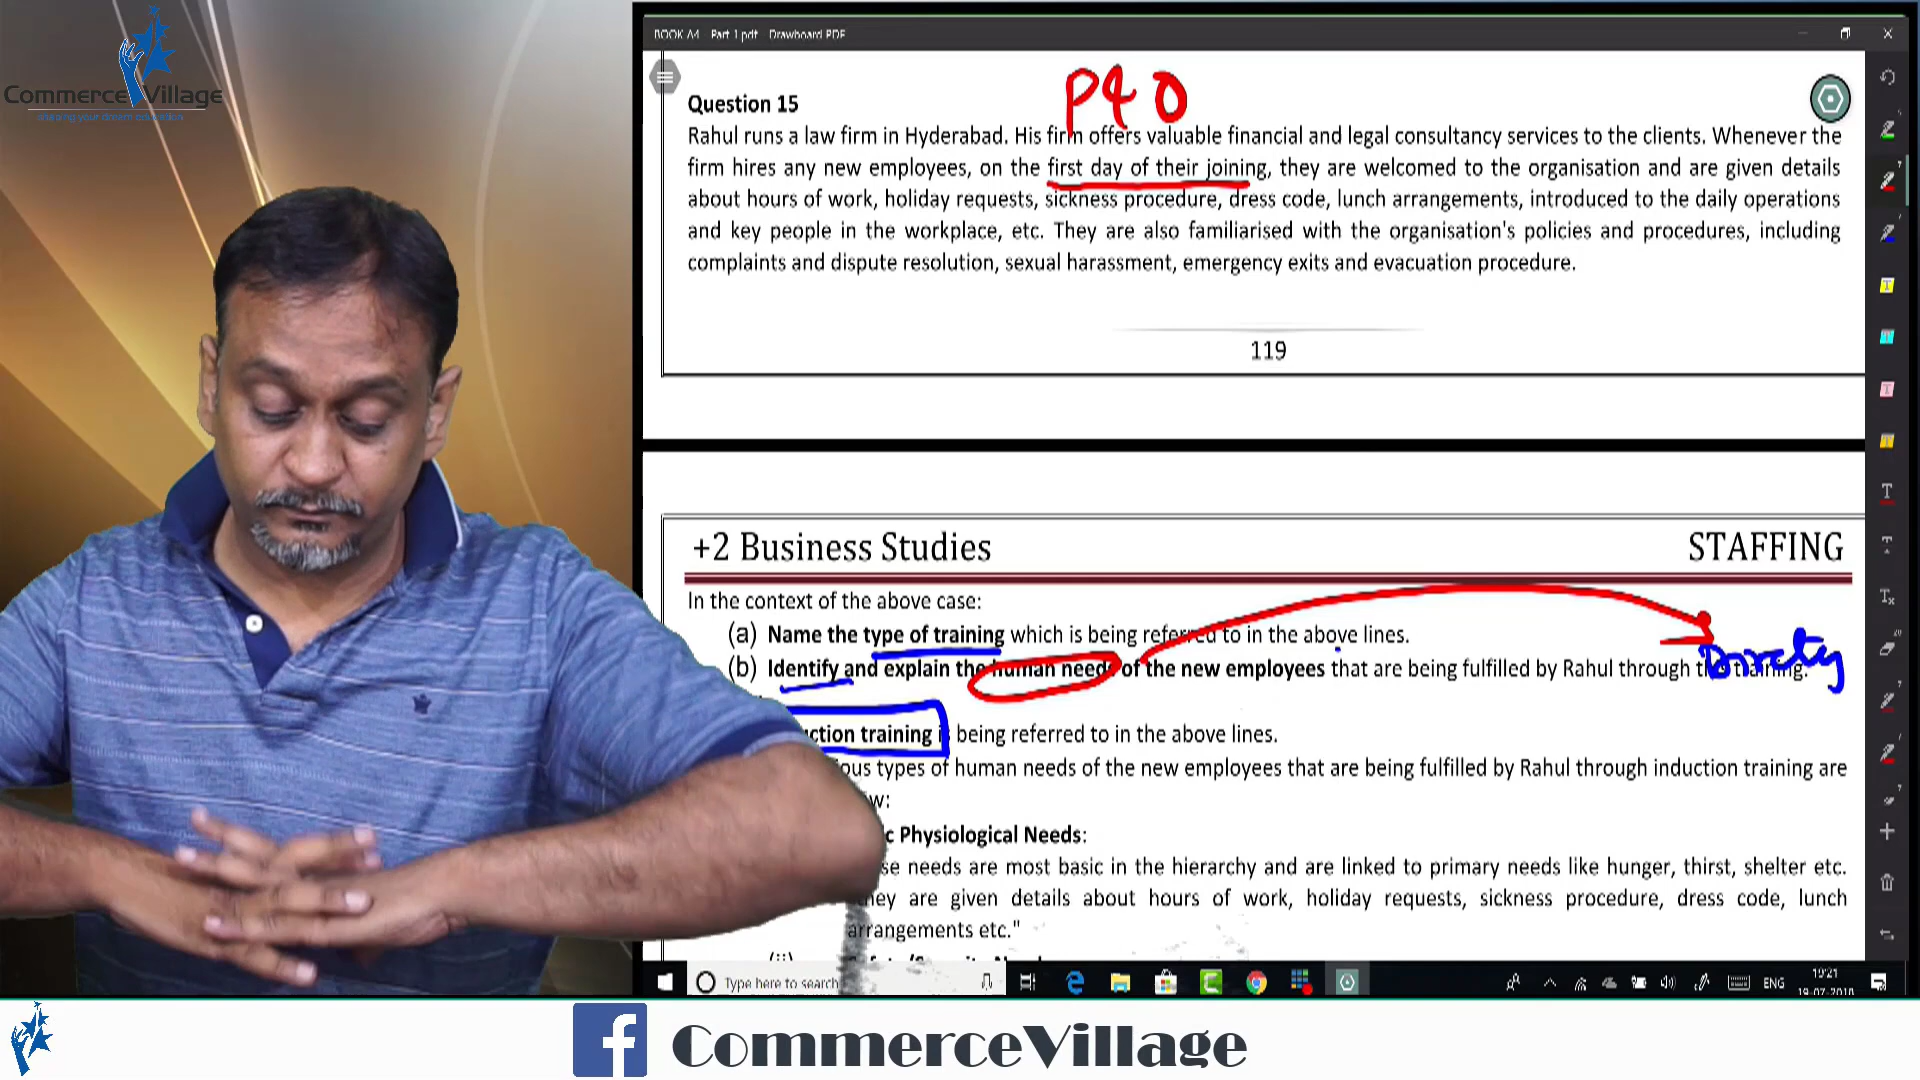 Commerce Village
BOOK A4 Part 1.pdf Drawboard PDF
P&O
Question 15
Rahul runs a law firm in Hyderabad. His firm offers valuable financial and legal consultancy services to the clients. Whenever the
firm hires any new employees, on the first day of their joining, they are welcomed to the organisation and are given details
about hours of work, holiday requests, sickness procedure, dress code, lunch arrangements, introduced to the daily operations
and key people in the workplace, etc. They are also familiarised with the organisation's policies and procedures, including
complaints and dispute resolution, sexual harassment, emergency exits and evacuation procedure.
119
+2 Business Studies STAFFING
In the context of the above case:
(a) Name the type of training which is being referred to in the above lines.
(b) Identify and explain the human needs of the new employees that are being fulfilled by Rahul through this training.
ction training is being referred to in the above lines.
ious types of human needs of the new employees that are being fulfilled by Rahul through induction training are
w:
c Physiological Needs:
se needs are most basic in the hierarchy and are linked to primary needs like hunger, thirst, shelter etc.
hey are given details about hours of work, holiday requests, sickness procedure, dress code, lunch
arrangements etc."
Type here to search
ENG
19:21
19-07-2018
CommerceVillage